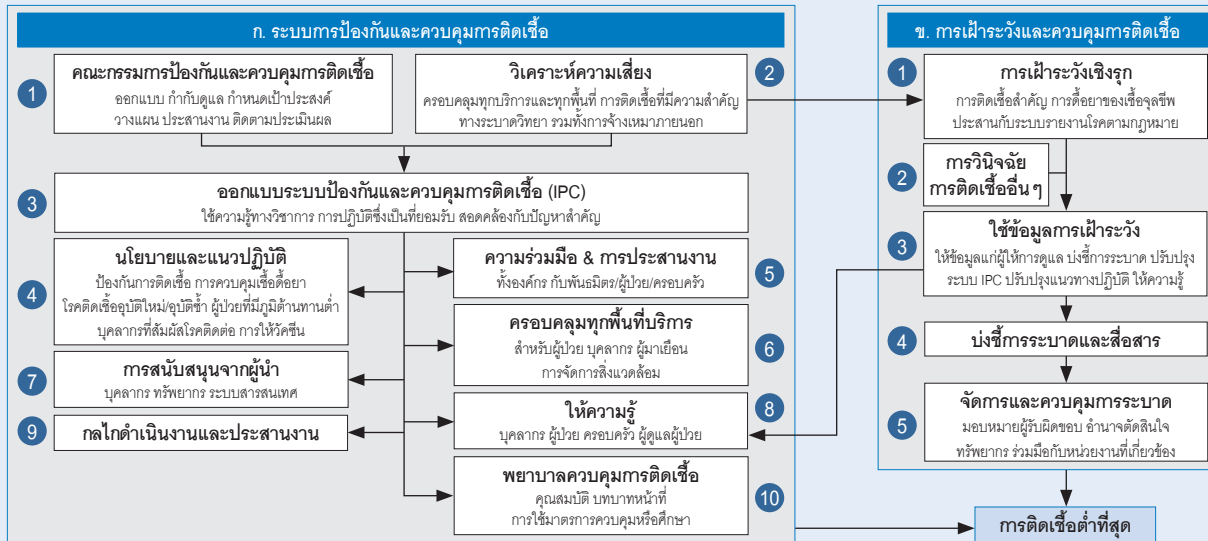 ก. ระบบการป้องกันและควบคุมการติดเชื้อ
1
คณะกรรมการป้องกันและควบคุมการติดเชื้อ
ออกแบบ กำกับดูแล กำหนดเป้าประสงค์
วางแผน ประสานงาน ติดตามประเมินผล
2
วิเคราะห์ความเสี่ยง
ครอบคลุมทุกบริการและทุกพื้นที่ การติดเชื้อที่มีความสำคัญ
ทางระบาดวิทยา รวมทั้งการจ้างเหมาภายนอก
3
ออกแบบระบบป้องกันและควบคุมการติดเชื้อ (IPC)
ใช้ความรู้ทางวิชาการ การปฏิบัติซึ่งเป็นที่ยอมรับ สอดคล้องกับปัญหาสำคัญ
4
นโยบายและแนวปฏิบัติ
ป้องกันการติดเชื้อ การควบคุมเชื้อดื้อยา
โรคติดเชื้ออุบัติใหม่/อุบัติซ้ำ ผู้ป่วยที่มีภูมิต้านทานต่ำ
บุคลากรที่สัมผัสโรคติดต่อ การให้วัคซีน
5
ความร่วมมือ & การประสานงาน
ทั้งองค์กร กับพันธมิตร/ผู้ป่วย/ครอบครัว
6
ครอบคลุมทุกพื้นที่บริการ
สำหรับผู้ป่วย บุคลากร ผู้มาเยือน
การจัดการสิ่งแวดล้อม
7
การสนับสนุนจากผู้นำ
บุคลากร ทรัพยากร ระบบสารสนเทศ
8
ให้ความรู้
บุคลากร ผู้ป่วย ครอบครัว ผู้ดูแลผู้ป่วย
9
กลไกดำเนินงานและประสานงาน
10
พยาบาลควบคุมการติดเชื้อ
คุณสมบัติ บทบาทหน้าที่
การใช้มาตรการควบคุมหรือศึกษา
ข. การเฝ้าระวังและควบคุมการติดเชื้อ
1
การเฝ้าระวังเชิงรุก
การติดเชื้อสำคัญ การดื้อยาของเชื้อจุลชีพ
ประสานกับระบบรายงานโรคตามกฎหมาย
2
การวินิจฉัย
การติดเชื้ออื่นๆ
3
ใช้ข้อมูลการเฝ้าระวัง
ให้ข้อมูลแก่ผู้ให้การดูแล บ่งชี้การระบาด ปรับปรุง
ระบบ IPC ปรับปรุงแนวทางปฏิบัติ ให้ความรู้
4
บ่งชี้การระบาดและสื่อสาร
5
จัดการและควบคุมการระบาด
มอบหมายผู้รับผิดชอบ อำนาจตัดสินใจ
ทรัพยากร ร่วมมือกับหน่วยงานที่เกี่ยวข้อง
การติดเชื้อต่ำที่สุด